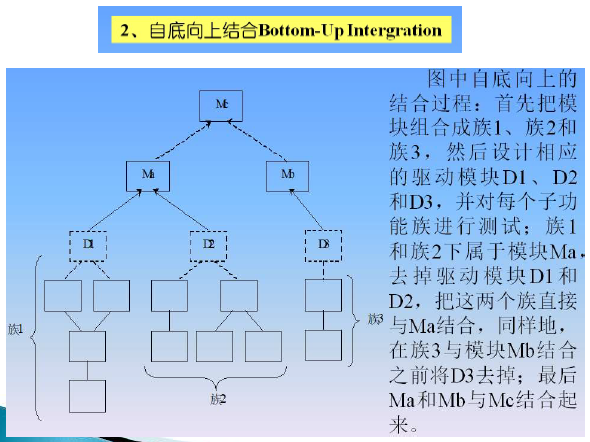 2、自底向上结合Bottom-Up Intergration
图中自底向上的
结合过程：首先把模
块组合成族1、族2和
族3，然后设计相应
的驱动模块D1、D2
和D3，并对每个子功
能族进行测试；族1
和族2下属于模块Ma，
去掉驱动模块D1和
D2，把这两个族直接
与Ma结合，同样地，
在族3与模块Mb结合
之前将D3去掉；最后
Ma和Mb与Mc结合起
来。
Mc
Ma
Mb
D1
D2
D3
族1
族3
族2